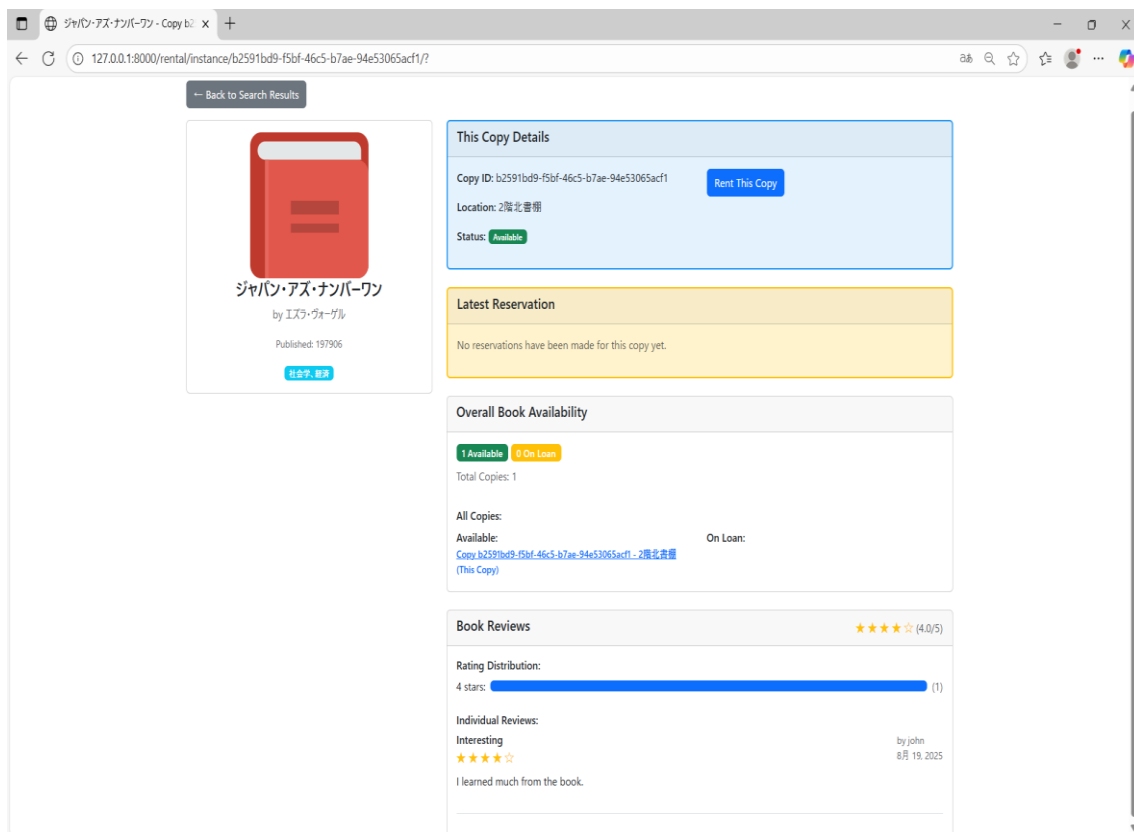 ジャパン・アズ・ナンバーワン - Copy b2
127.0.0.1:8000/rental/instance/b2591bd9-f5bf-46c5-b7ae-94e53065acf1/?
← Back to Search Results
ジャパン・アズ・ナンバーワン
by エズラ・ヴォーゲル
Published: 197906
社会学、経済
This Copy Details
Copy ID: b2591bd9-f5bf-46c5-b7ae-94e53065acf1
Rent This Copy
Location: 2階北書棚
Status: Available
Latest Reservation
No reservations have been made for this copy yet.
Overall Book Availability
1 Available 0 On Loan
Total Copies: 1
All Copies:
Available:
Copy b2591bd9-f5bf-46c5-b7ae-94e53065acf1 - 2階北書棚
(This Copy)
On Loan:
Book Reviews
★★★★☆ (4.0/5)
Rating Distribution:
4 stars: (1)
Individual Reviews:
Interesting
by john
★★★★☆
8月 19, 2025
I learned much from the book.